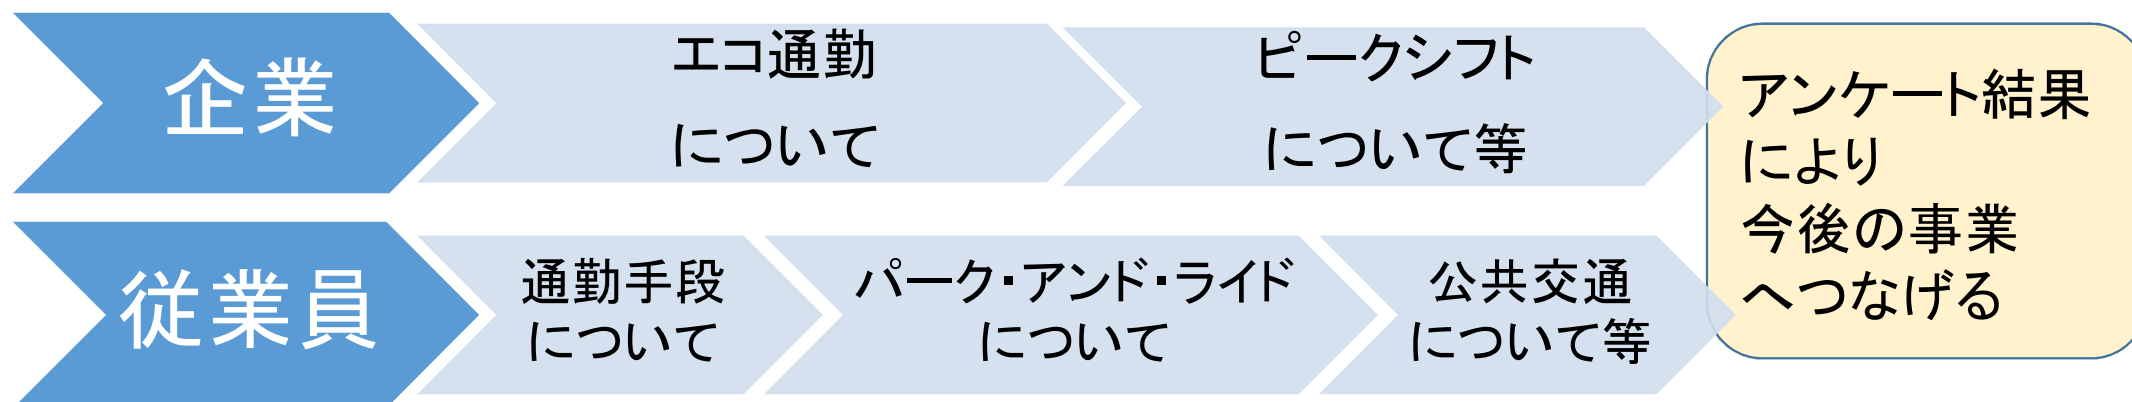 企業
エコ通勤
について
ピークシフト
について等
従業員
通勤手段
について
パーク・アンド・ライド
について
公共交通
について等
アンケート結果
により
今後の事業
へつなげる